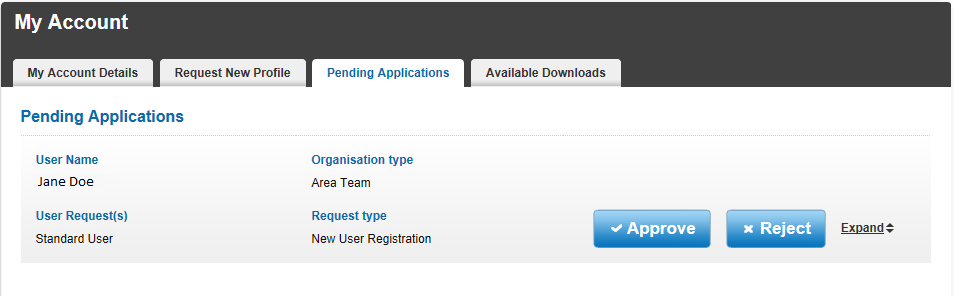 My Account
My Account Details Request New Profile Pending Applications Available Downloads
Pending Applications
User Name Organisation type
Jane Doe Area Team
User Request(s) Request type
Standard User New User Registration
Approve Reject Expand